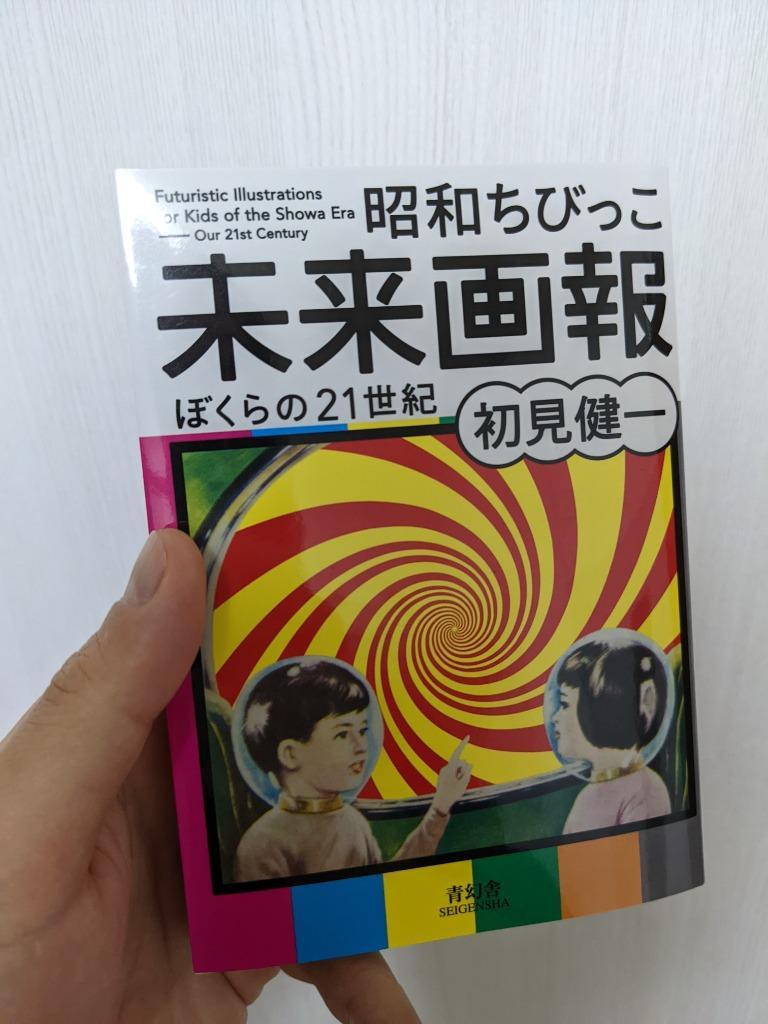 Futuristic Illustrations
for Kids of the Showa Era
Our 21st Century
昭和ちびっこ
未来画報
ぼくらの21世紀
初見健一
青幻舎
SEIGENSHA